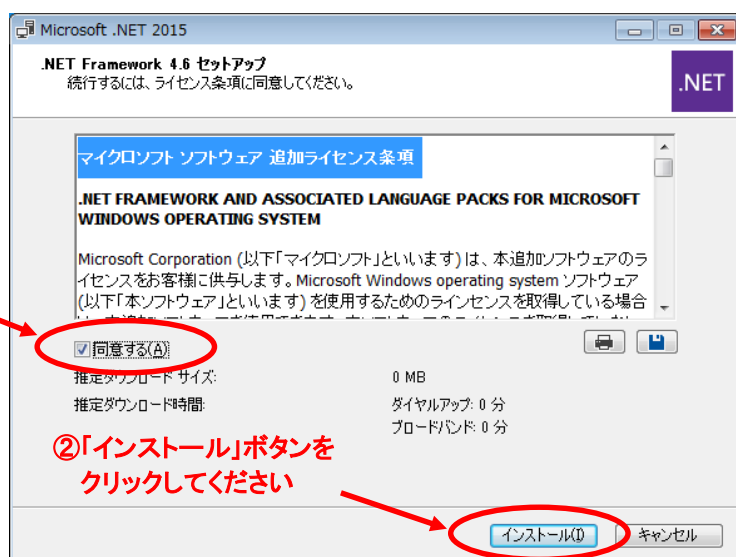 Microsoft .NET 2015
.NET Framework 4.6 セットアップ
続行するには、ライセンス条項に同意してください。
.NET
マイクロソフト ソフトウェア 追加ライセンス条項
.NET FRAMEWORK AND ASSOCIATED LANGUAGE PACKS FOR MICROSOFT
WINDOWS OPERATING SYSTEM
Microsoft Corporation (以下「マイクロソフト」といいます) は、本追加ソフトウェアのラ
イセンスをお客様に供与します。Microsoft Windows operating system ソフトウェア
(以下「本ソフトウェア」といいます) を使用するためのラインセンスを取得している場合
同意する(A)
推定ダウンロード サイズ:
0 MB
推定ダウンロード時間:
ダイヤルアップ: 0 分
ブロードバンド: 0 分
②「インストール」ボタンを
クリックしてください
インストール(I)
キャンセル